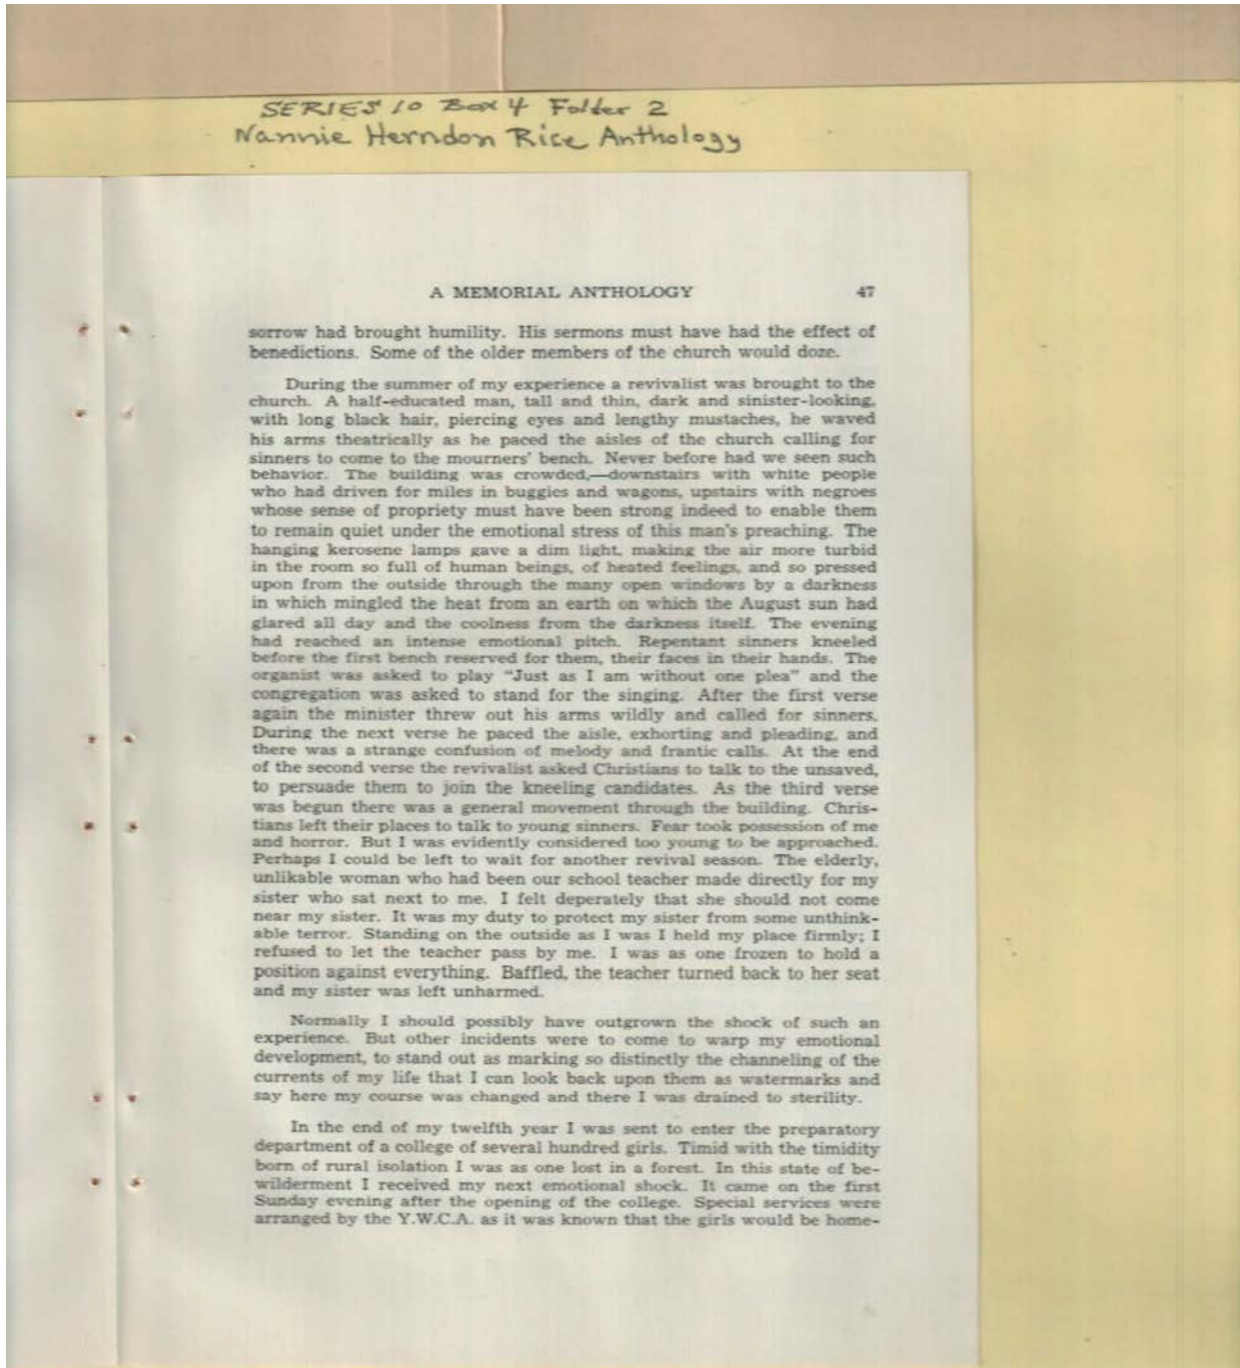 SERIES 10 Box 4 Folder 2
Nannie Herndon Rice Anthology
A MEMORIAL ANTHOLOGY 47
sorrow had brought humility. His sermons must have had the effect of
benedictions. Some of the older members of the church would doze.
During the summer of my experience a revivalist was brought to the
church. A half-educated man, tall and thin, dark and sinister-looking,
with long black hair, piercing eyes and lengthy mustaches, he waved
his arms theatrically as he paced the aisles of the church calling for
sinners to come to the mourners' bench. Never before had we seen such
behavior. The building was crowded,—downstairs with white people
who had driven for miles in buggies and wagons, upstairs with negroes
whose sense of propriety must have been strong indeed to enable them
to remain quiet under the emotional stress of this man's preaching. The
hanging kerosene lamps gave a dim light, making the air more turbid
in the room so full of human beings, of heated feelings, and so pressed
upon from the outside through the many open windows by a darkness
in which mingled the heat from an earth on which the August sun had
glared all day and the coolness from the darkness itself. The evening
had reached an intense emotional pitch. Repentant sinners kneeled
before the first bench reserved for them, their faces in their hands. The
organist was asked to play "Just as I am without one plea" and the
congregation was asked to stand for the singing. After the first verse
again the minister threw out his arms wildly and called for sinners.
During the next verse he paced the aisle, exhorting and pleading, and
there was a strange confusion of melody and frantic calls. At the end
of the second verse the revivalist asked Christians to talk to the unsaved,
to persuade them to join the kneeling candidates. As the third verse
was begun there was a general movement through the building. Chris-
tians left their places to talk to young sinners. Fear took possession of me
and horror. But I was evidently considered too young to be approached.
Perhaps I could be left to wait for another revival season. The elderly,
unlikable woman who had been our school teacher made directly for my
sister who sat next to me. I felt deperately that she should not come
near my sister. It was my duty to protect my sister from some unthink-
able terror. Standing on the outside as I was I held my place firmly; I
refused to let the teacher pass by me. I was as one frozen to hold a
position against everything. Baffled, the teacher turned back to her seat
and my sister was left unharmed.
Normally I should possibly have outgrown the shock of such an
experience. But other incidents were to come to warp my emotional
development, to stand out as marking so distinctly the channeling of the
currents of my life that I can look back upon them as watermarks and
say here my course was changed and there I was drained to sterility.
In the end of my twelfth year I was sent to enter the preparatory
department of a college of several hundred girls. Timid with the timidity
born of rural isolation I was as one lost in a forest. In this state of be-
wilderment I received my next emotional shock. It came on the first
Sunday evening after the opening of the college. Special services were
arranged by the Y.W.C.A. as it was known that the girls would be home-